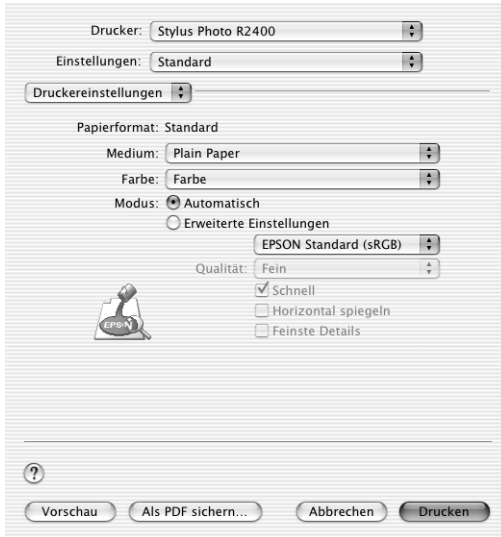 Drucker: Stylus Photo R2400
Einstellungen: Standard
Druckereinstellungen
Papierformat: Standard
Medium: Plain Paper
Farbe: Farbe
Modus: Automatisch
Erweiterte Einstellungen
EPSON Standard (sRGB)
Qualität: Fein
Schnell
Horizontal spiegeln
Feinste Details
EPSON
?
Vorschau Als PDF sichern... Abbrechen Drucken